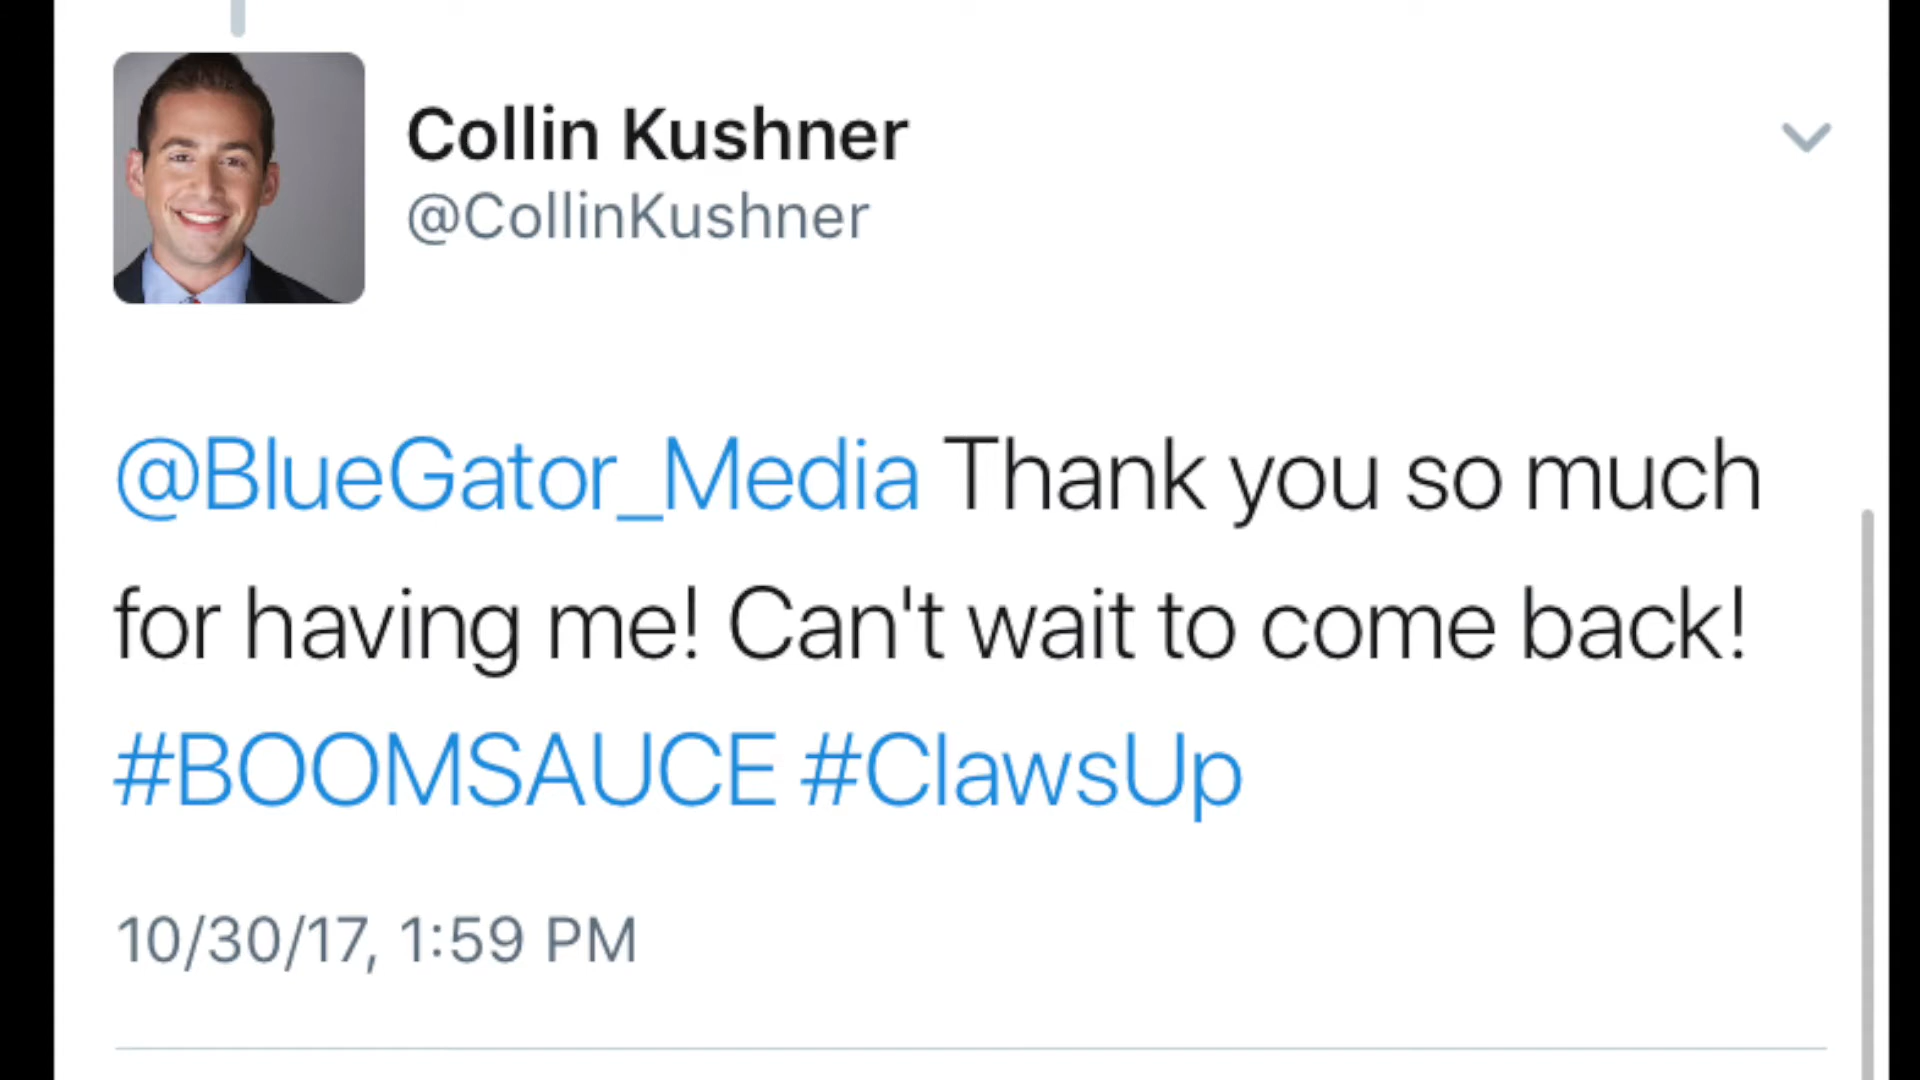 Collin Kushner
@CollinKushner
@BlueGator_Media Thank you so much
for having me! Can't wait to come back!
#BOOMSAUCE #ClawsUp
10/30/17, 1:59 PM